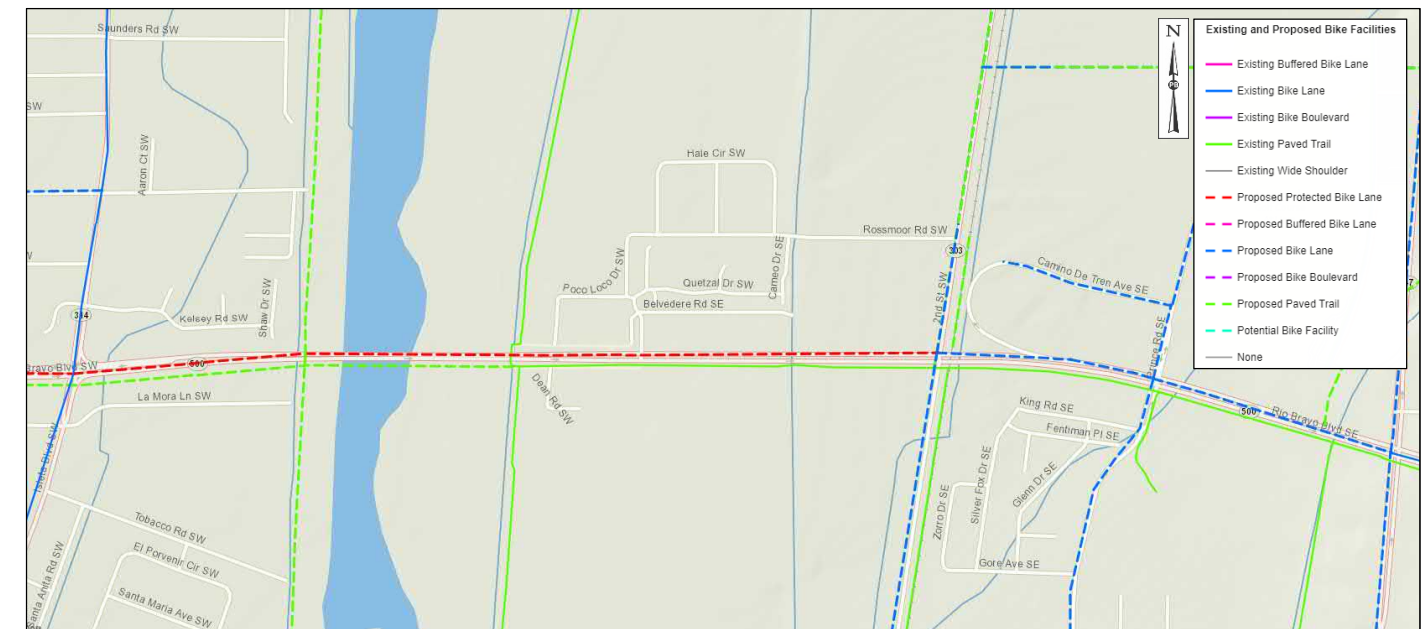 Saunders Rd SW
N
Existing and Proposed Bike Facilities
Existing Buffered Bike Lane
Existing Bike Lane
SW
Existing Bike Boulevard
Existing Paved Trail
Aaron Ct SW
Hale Cir SW
Existing Wide Shoulder
Proposed Protected Bike Lane
Proposed Buffered Bike Lane
Rossmoor Rd SW
303
Proposed Bike Lane
Proposed Bike Boulevard
Camino De Tren Ave SE
Poco Loco Dr SW
Quetzal Dr SW
Cameo Dr SE
Belvedere Rd SE
2nd St SW
Proposed Paved Trail
314
Kelsey Rd SW
Shaw Dr SW
Potential Bike Facility
None
Bravo Blvd SW
500
La Mora Ln SW
Dean Rd SW
King Rd SE
500
Rio Bravo Blvd SE
Fentiman Pl SE
Isleta Blvd SW
Silver Fox Dr SE
Glenn Dr SE
Zorro Dr SE
Tobacco Rd SW
El Porvenir Cir SW
Gore Ave SE
Santa Anita Rd SW
Santa Maria Ave SW